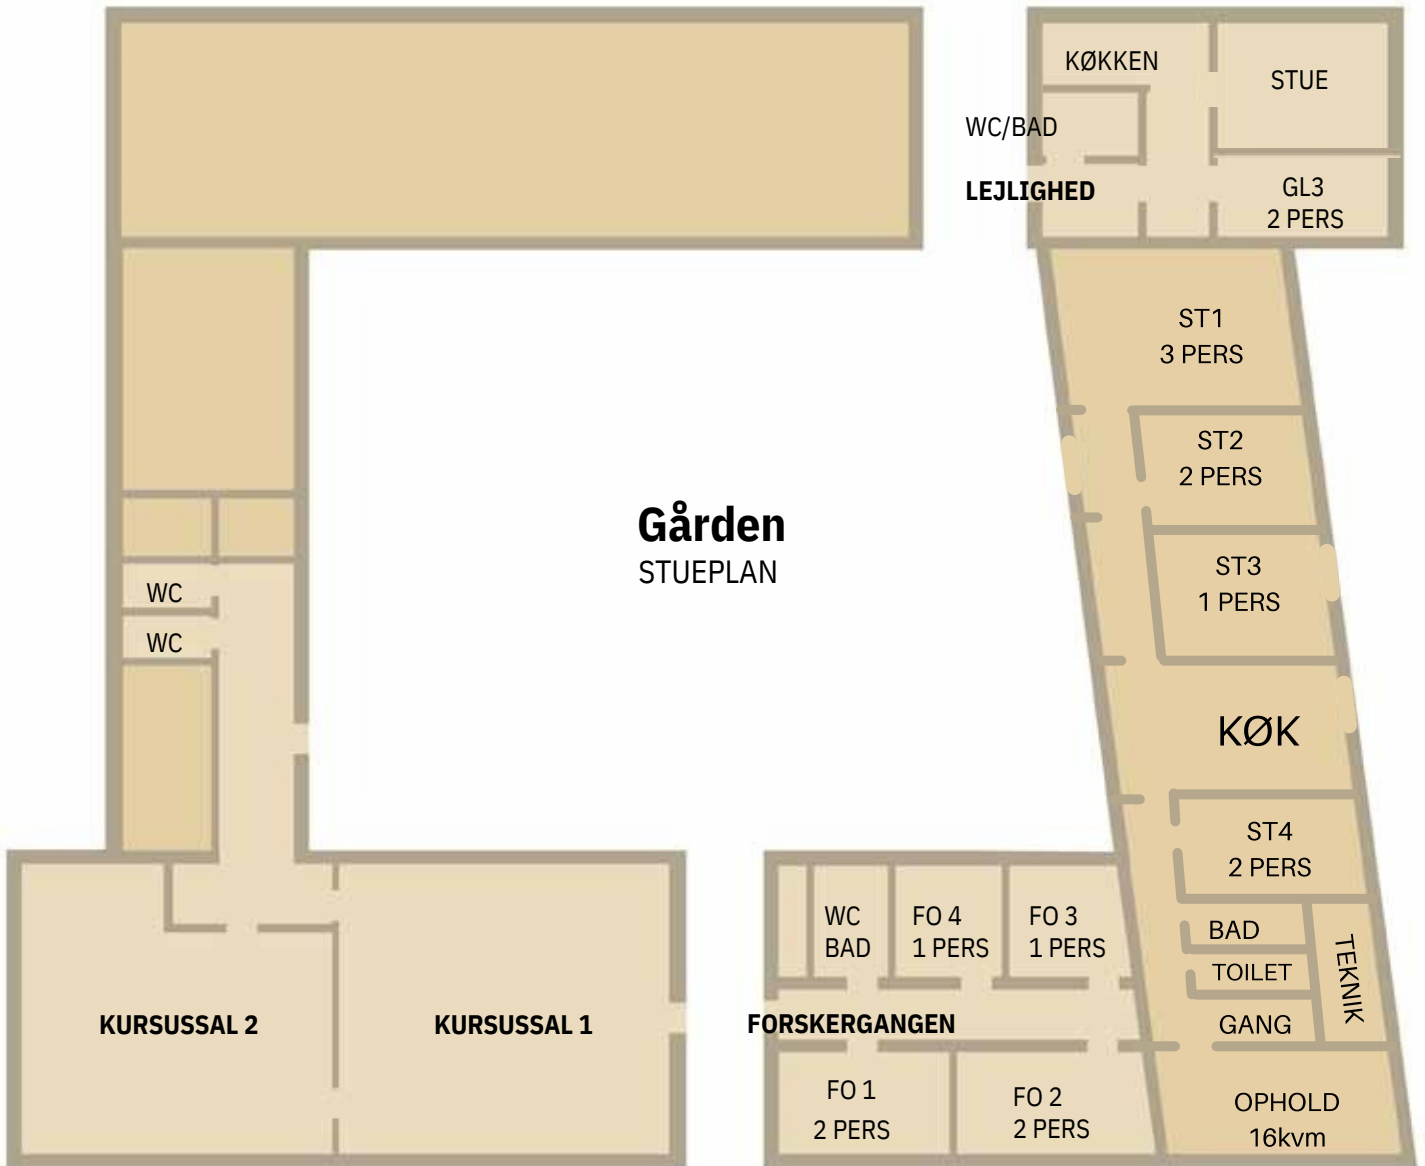 KØKKEN
STUE
WC/BAD
LEJLIGHED
GL3
2 PERS
ST1
3 PERS
ST2
2 PERS
Gården
STUEPLAN
ST3
1 PERS
WC
WC
KØK
ST4
2 PERS
WC
BAD
FO 4
1 PERS
FO 3
1 PERS
BAD
TOILET
TEKNIK
GANG
KURSUSSAL 2
KURSUSSAL 1
FORSKERGANGEN
FO 1
2 PERS
FO 2
2 PERS
OPHOLD
16kvm